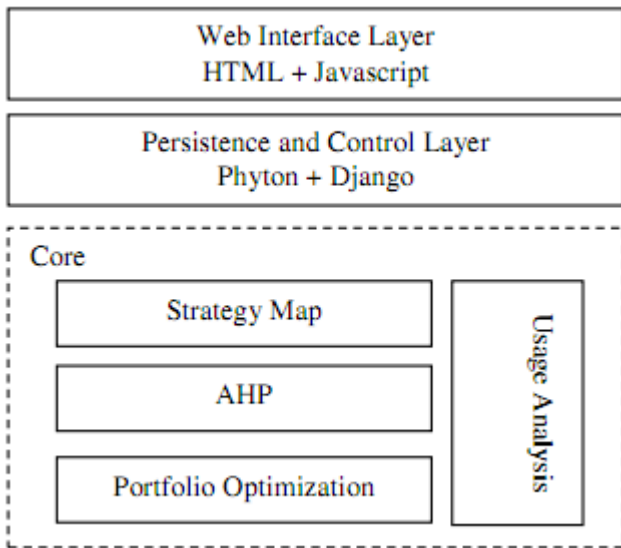 Web Interface Layer
HTML + Javascript
Persistence and Control Layer
Phyton + Django
Core
Strategy Map
AHP
Portfolio Optimization
Usage Analysis